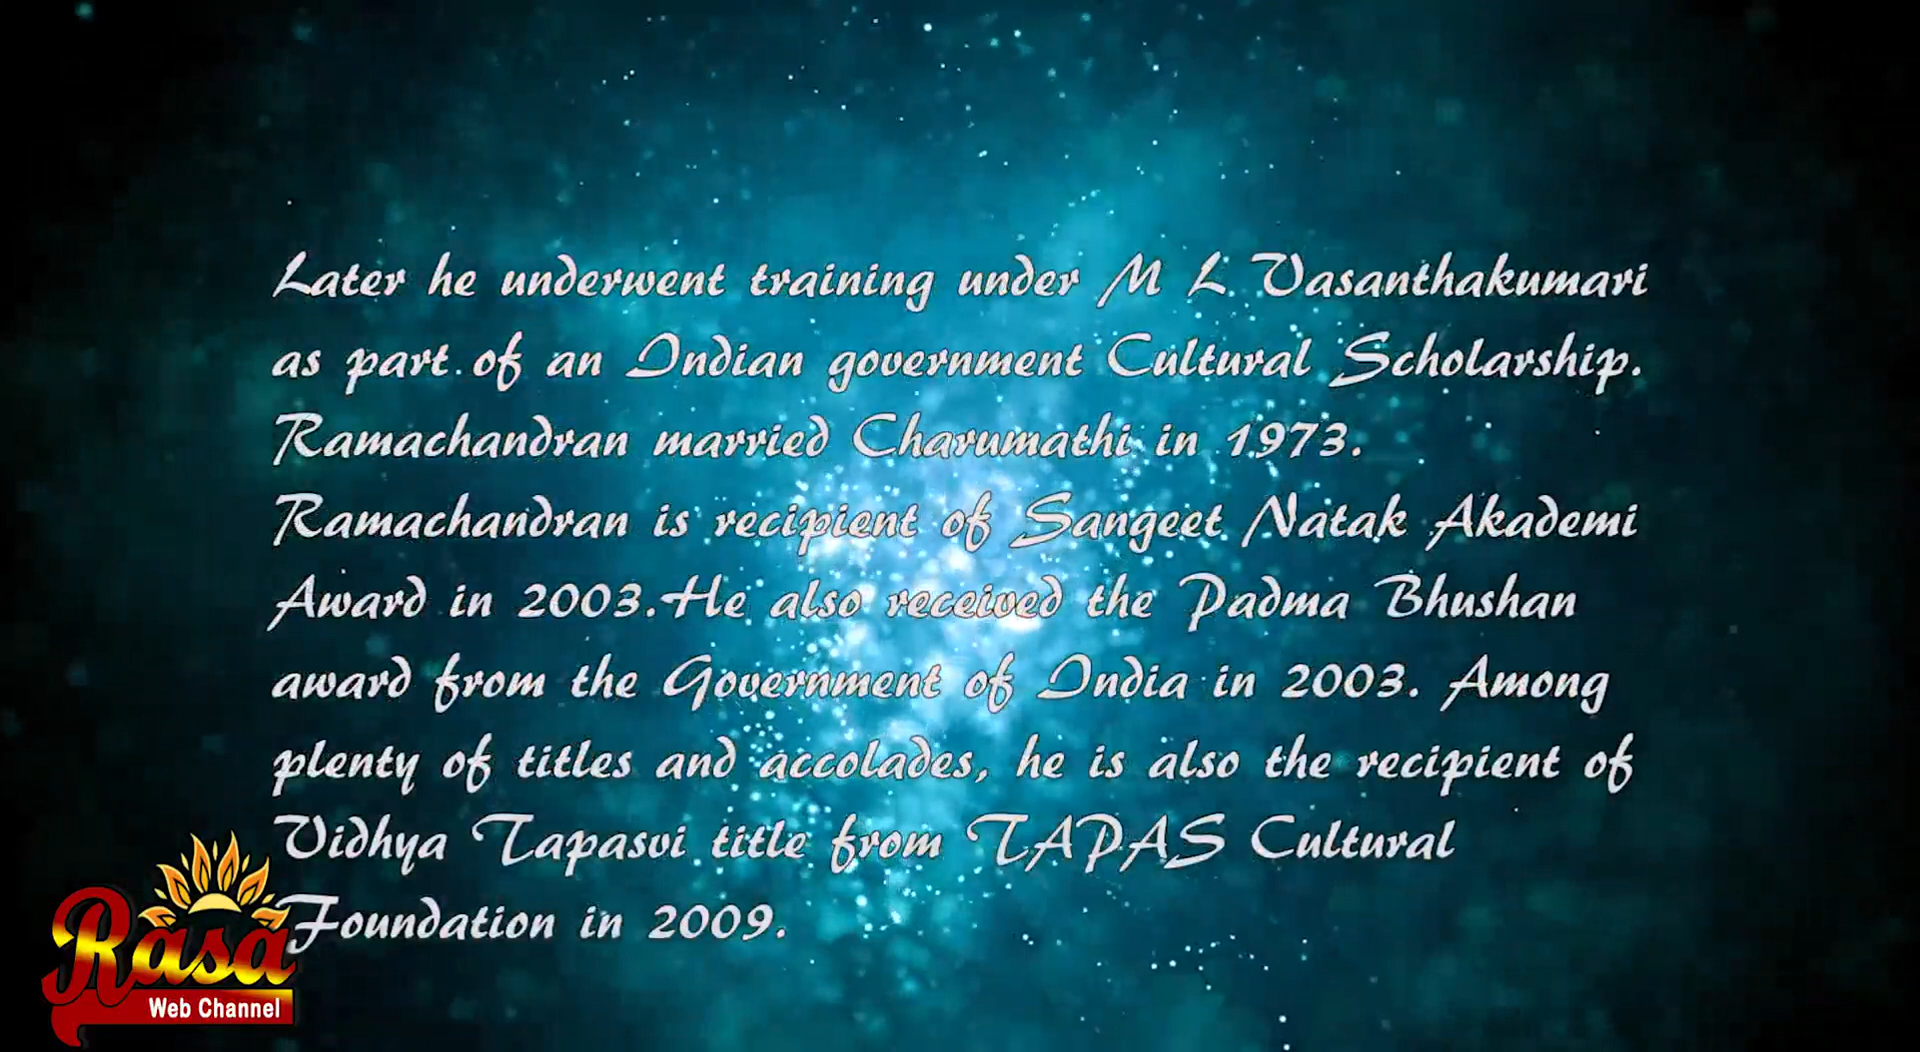 Later he underwent training under M L Vasanthakumari
as part of an Indian government Cultural Scholarship.
Ramachandran married Charumathi in 1973.
Ramachandran is recipient of Sangeet Natak Akademi
Award in 2003.He also received the Padma Bhushan
award from the Government of India in 2003. Among
plenty of titles and accolades, he is also the recipient of
Vidhya Tapasvi title from TAPAS Cultural
Foundation in 2009.
Rasa
Web Channel